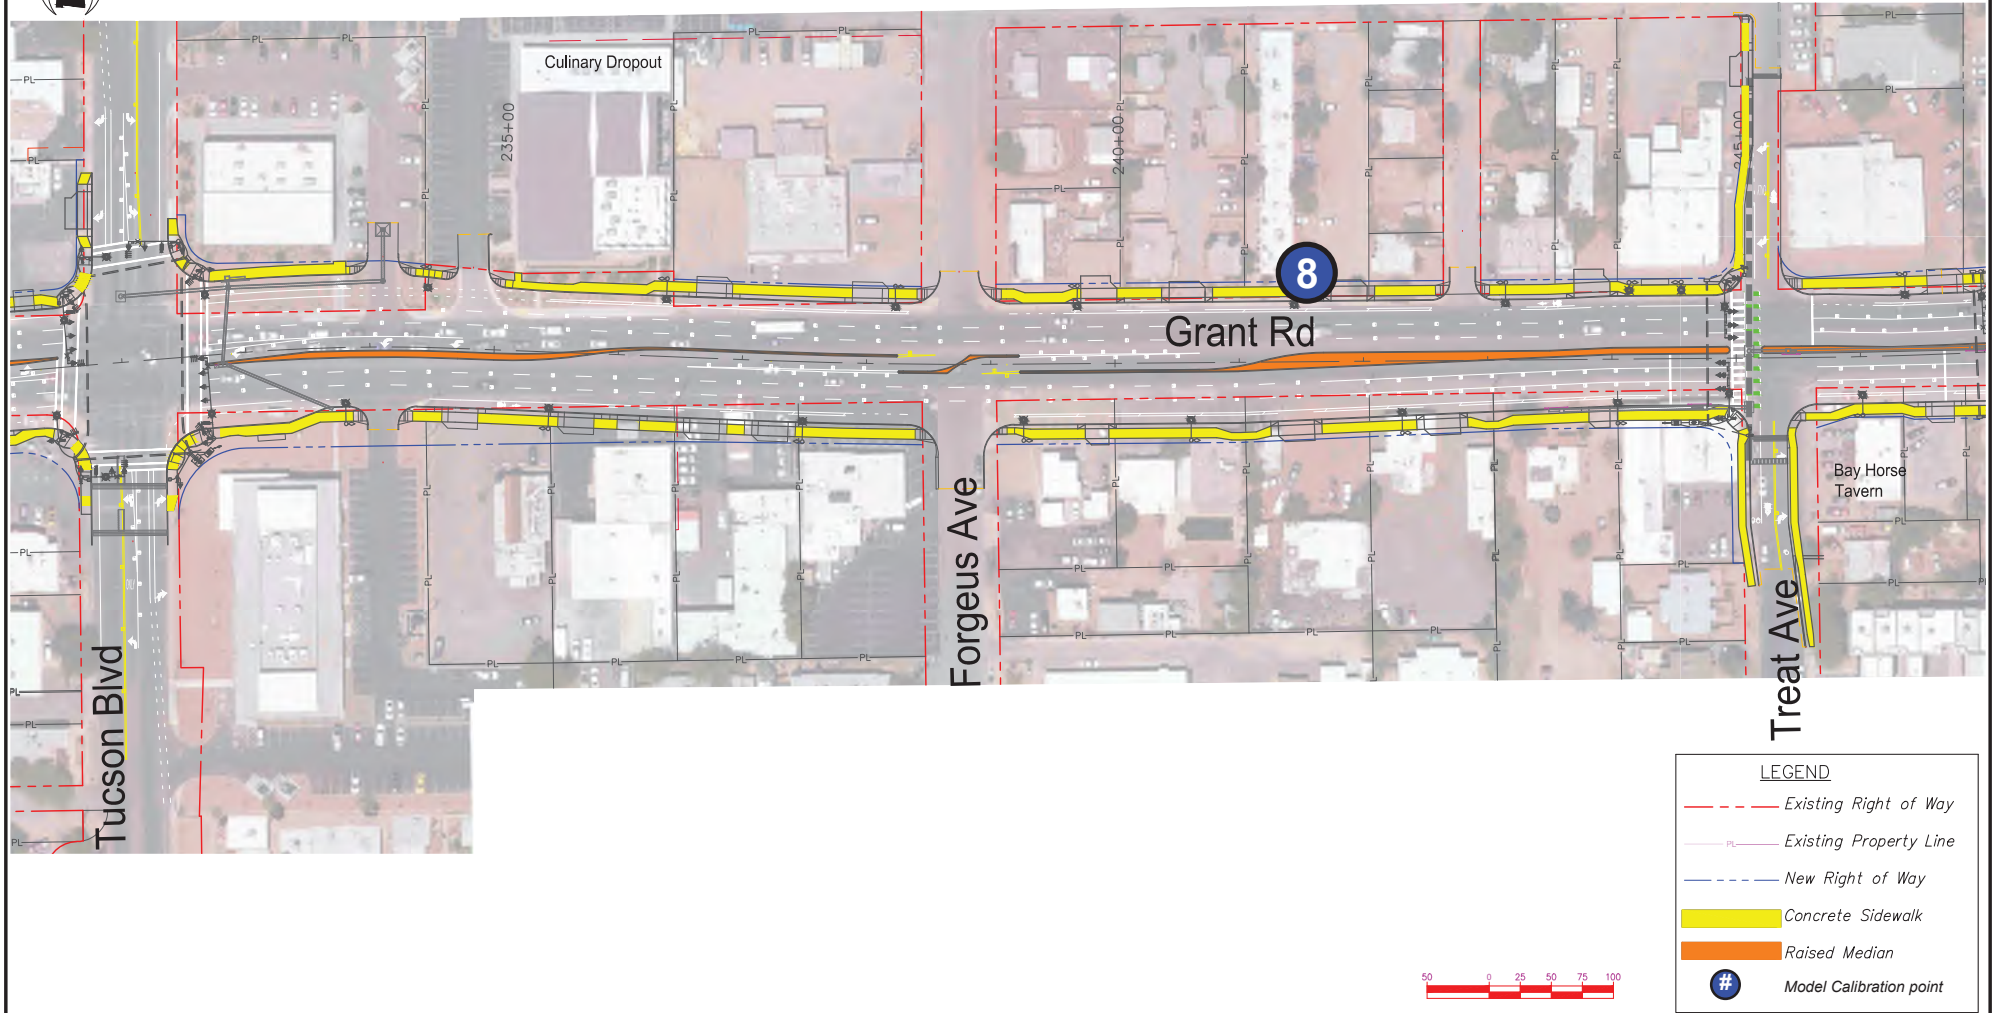 Culinary Dropout
235+00
240+00
245+00
8
Grant Rd
Forgeus Ave
Tucson Blvd
Treat Ave
Bay Horse
Tavern
PL
LEGEND
Existing Right of Way
PL
Existing Property Line
New Right of Way
Concrete Sidewalk
Raised Median
#
Model Calibration point
50 0 25 50 75 100